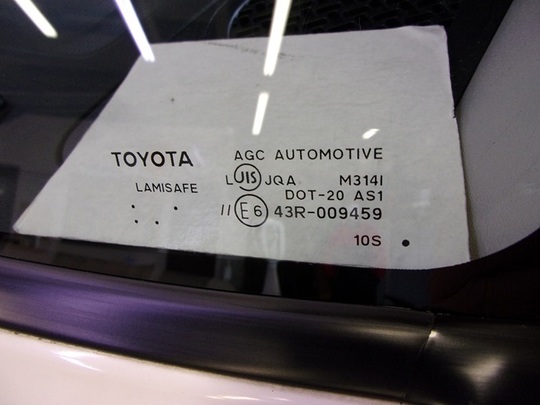 TOYOTA AGC AUTOMOTIVE
LAMISAFE L JIS JQA M314I
DOT-20 AS1
II E6 43R-009459
10S